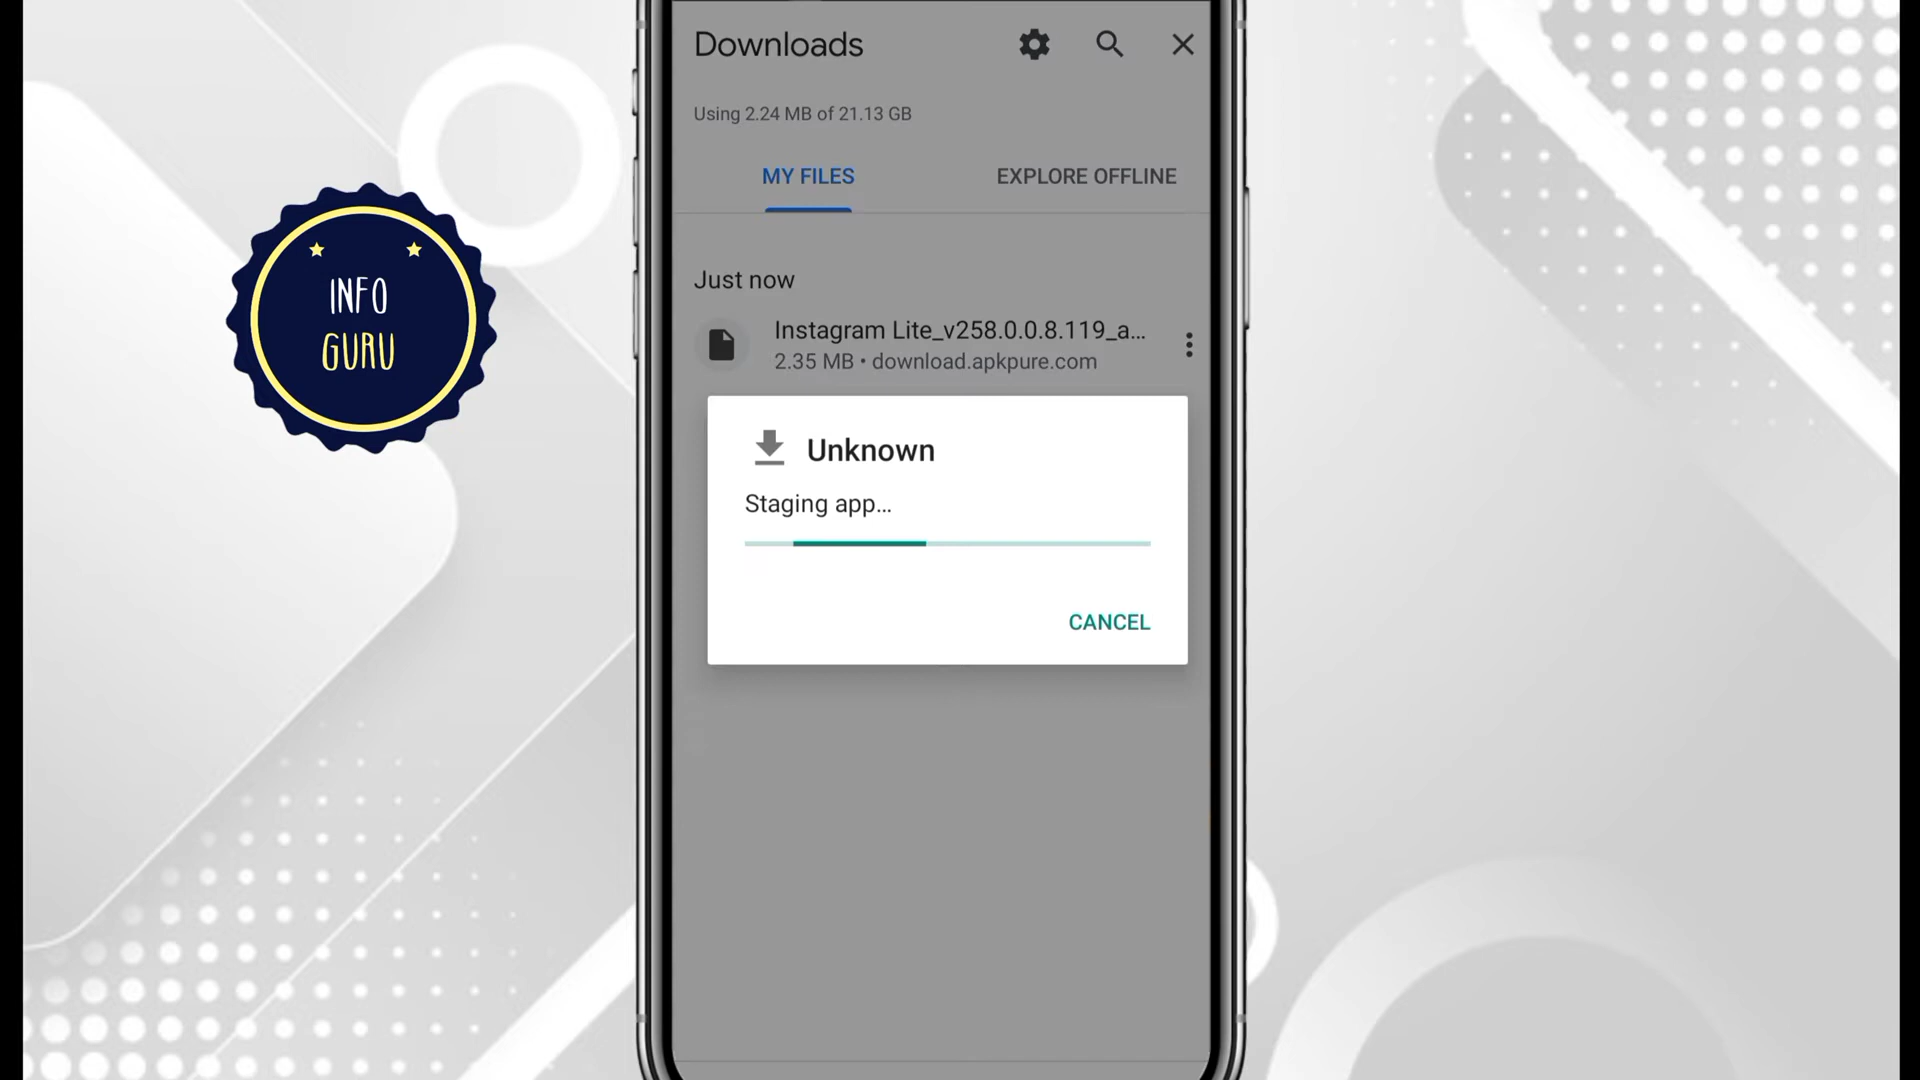 Downloads
Using 2.24 MB of 21.13 GB
MY FILES
EXPLORE OFFLINE
Just now
Instagram Lite_v258.0.0.8.119_a...
2.35 MB • download.apkpure.com
Unknown
Staging app...
CANCEL
INFO
GURU